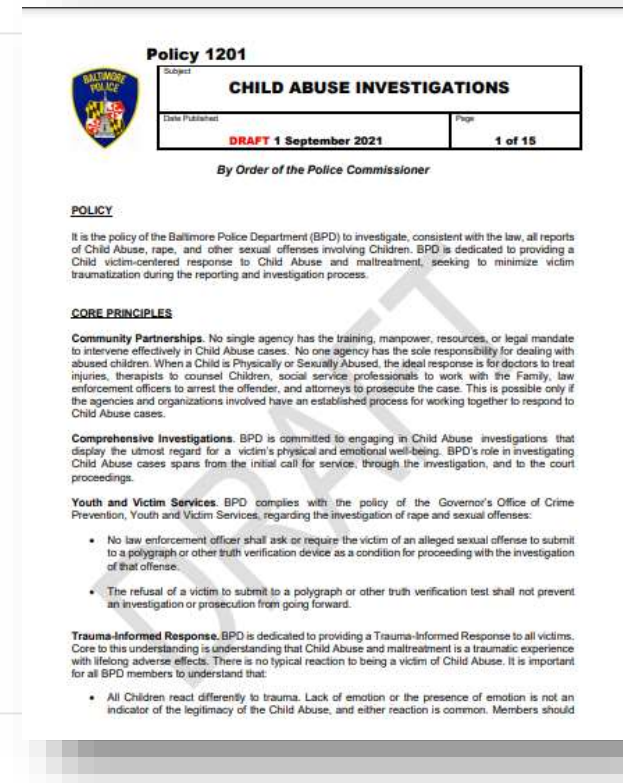 Policy 1201
BALTIMORE
POLICE
Subject
CHILD ABUSE INVESTIGATIONS
Date Published
DRAFT 1 September 2021
Page
1 of 15
By Order of the Police Commissioner
POLICY
It is the policy of the Baltimore Police Department (BPD) to investigate, consistent with the law, all reports
of Child Abuse, rape, and other sexual offenses involving Children. BPD is dedicated to providing a
Child victim-centered response to Child Abuse and maltreatment, seeking to minimize victim
traumatization during the reporting and investigation process.
CORE PRINCIPLES
Community Partnerships. No single agency has the training, manpower, resources, or legal mandate
to intervene effectively in Child Abuse cases. No one agency has the sole responsibility for dealing with
abused children. When a Child is Physically or Sexually Abused, the ideal response is for doctors to treat
injuries, therapists to counsel Children, social service professionals to work with the Family, law
enforcement officers to arrest the offender, and attorneys to prosecute the case. This is possible only if
the agencies and organizations involved have an established process for working together to respond to
Child Abuse cases.
Comprehensive Investigations. BPD is committed to engaging in Child Abuse investigations that
display the utmost regard for a victim's physical and emotional well-being. BPD's role in investigating
Child Abuse cases spans from the initial call for service, through the investigation, and to the court
proceedings.
Youth and Victim Services. BPD complies with the policy of the Governor's Office of Crime
Prevention, Youth and Victim Services, regarding the investigation of rape and sexual offenses:
• No law enforcement officer shall ask or require the victim of an alleged sexual offense to submit
to a polygraph or other truth verification device as a condition for proceeding with the investigation
of that offense.
• The refusal of a victim to submit to a polygraph or other truth verification test shall not prevent
an investigation or prosecution from going forward.
Trauma-Informed Response. BPD is dedicated to providing a Trauma-Informed Response to all victims.
Core to this understanding is understanding that Child Abuse and maltreatment is a traumatic experience
with lifelong adverse effects. There is no typical reaction to being a victim of Child Abuse. It is important
for all BPD members to understand that:
• All Children react differently to trauma. Lack of emotion or the presence of emotion is not an
indicator of the legitimacy of the Child Abuse, and either reaction is common. Members should
DRAFT